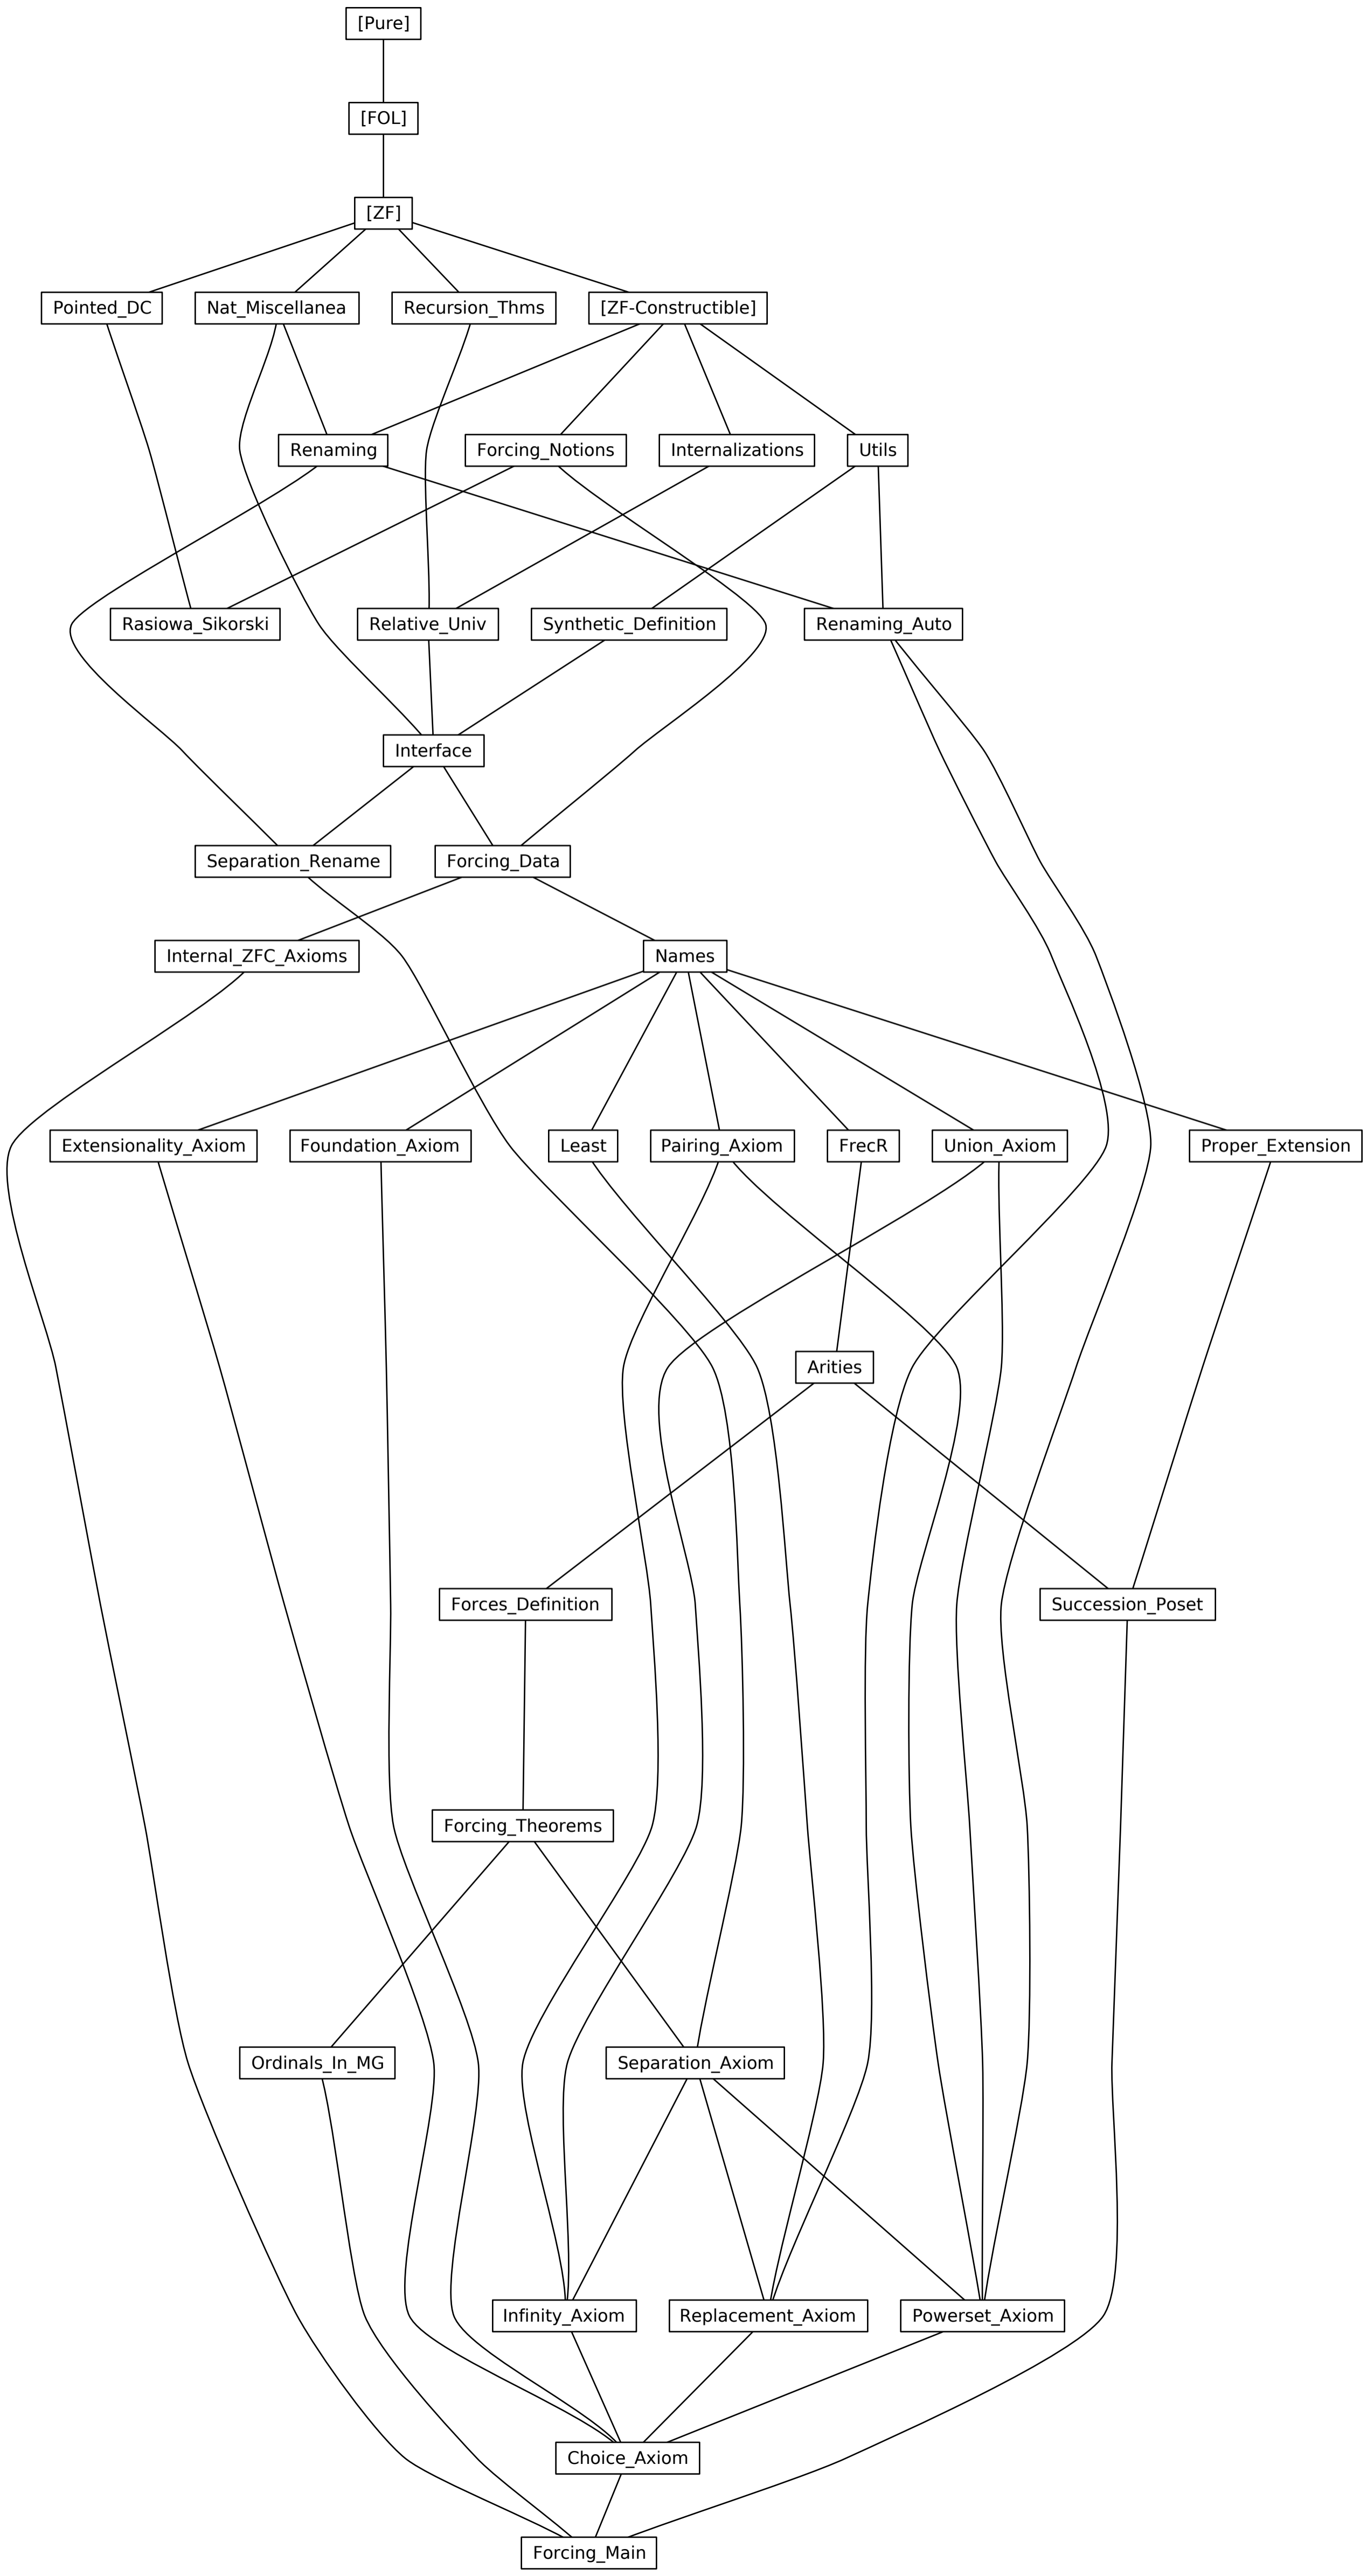 [Pure]
[FOL]
[ZF]
Pointed_DC
Nat_Miscellanea
Recursion_Thms
[ZF-Constructible]
Renaming
Forcing_Notions
Internalizations
Utils
Rasiowa_Sikorski
Relative_Univ
Synthetic_Definition
Renaming_Auto
Interface
Separation_Rename
Forcing_Data
Internal_ZFC_Axioms
Names
Extensionality_Axiom
Foundation_Axiom
Least
Pairing_Axiom
FrecR
Union_Axiom
Proper_Extension
Arities
Forces_Definition
Succession_Poset
Forcing_Theorems
Ordinals_In_MG
Separation_Axiom
Infinity_Axiom
Replacement_Axiom
Powerset_Axiom
Choice_Axiom
Forcing_Main